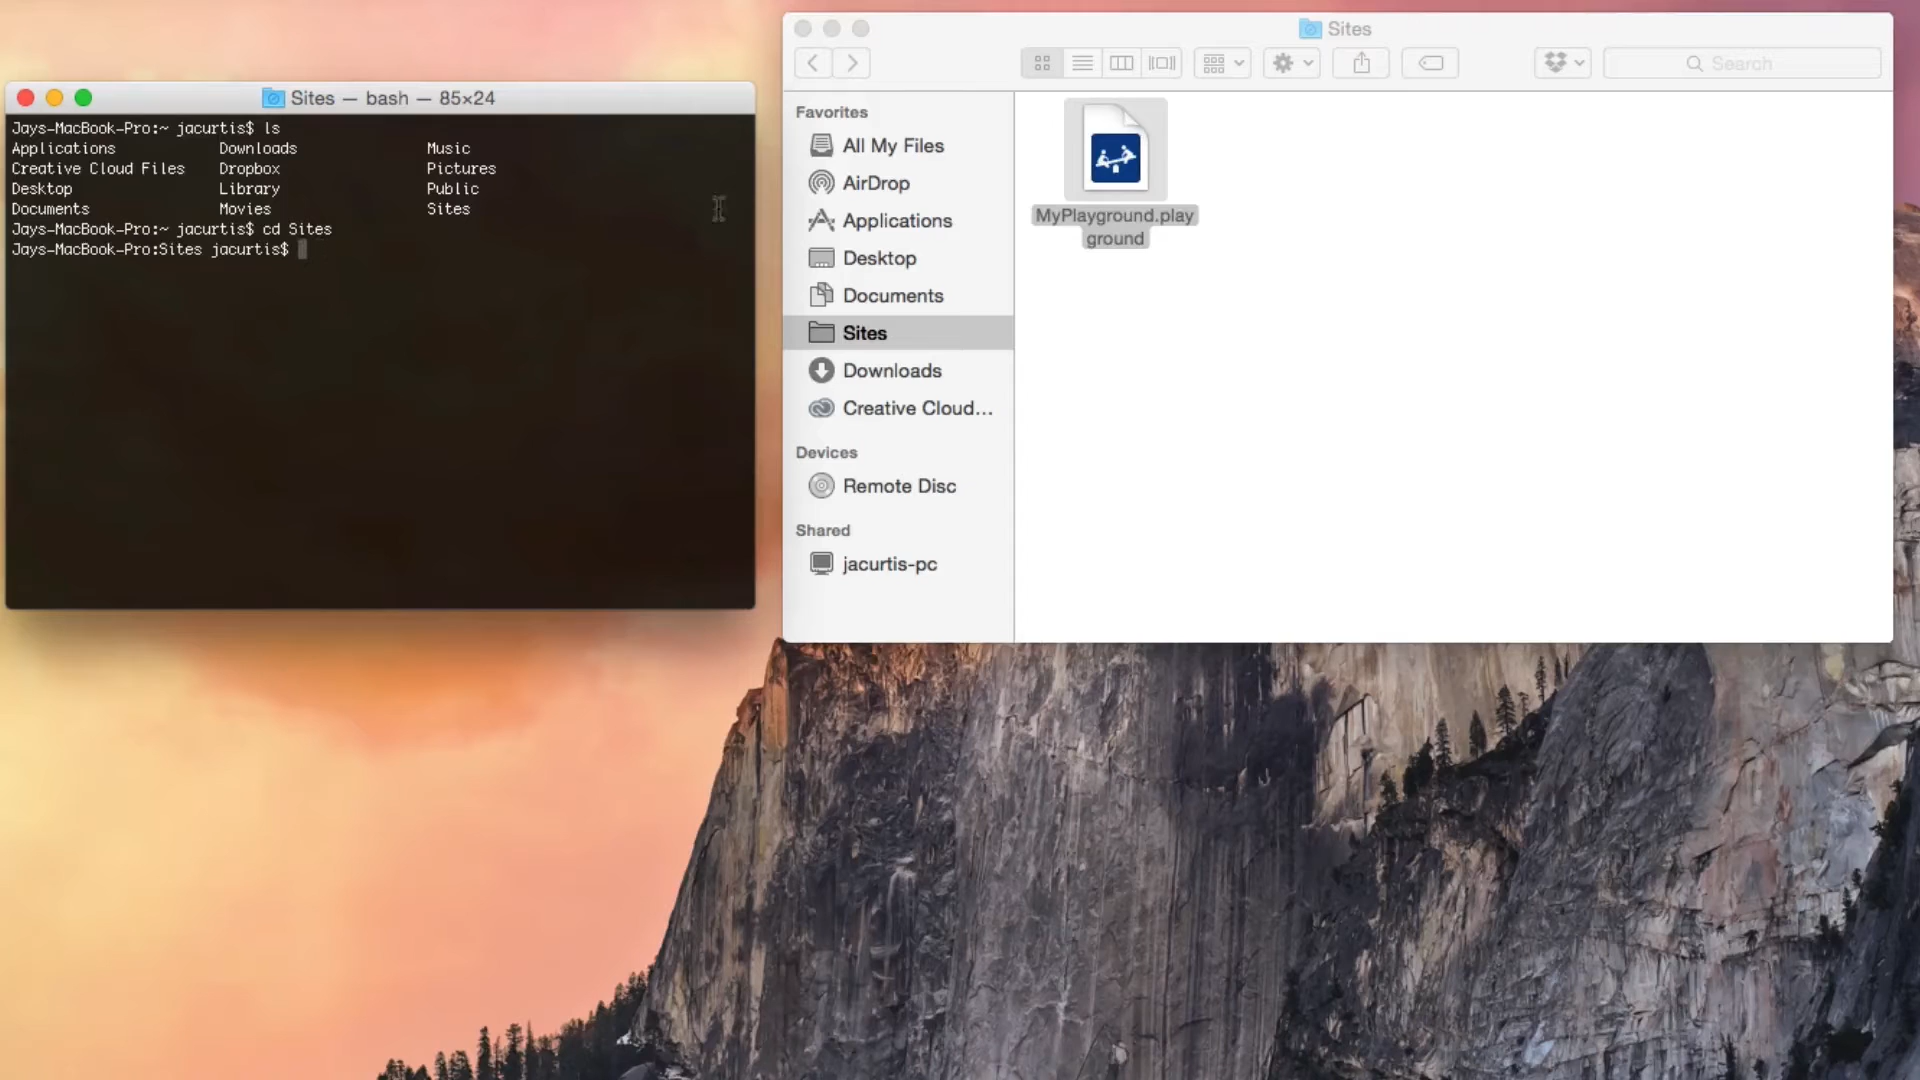 Sites — bash — 85×24
Jays-MacBook-Pro:~ jacurtis$ ls
Applications Downloads Music
Creative Cloud Files Dropbox Pictures
Desktop Library Public
Documents Movies Sites
Jays-MacBook-Pro:~ jacurtis$ cd Sites
Jays-MacBook-Pro:Sites jacurtis$
Sites
Search
Favorites
All My Files
AirDrop
Applications
Desktop
Documents
Sites
Downloads
Creative Cloud...
Devices
Remote Disc
Shared
jacurtis-pc
MyPlayground.play
ground